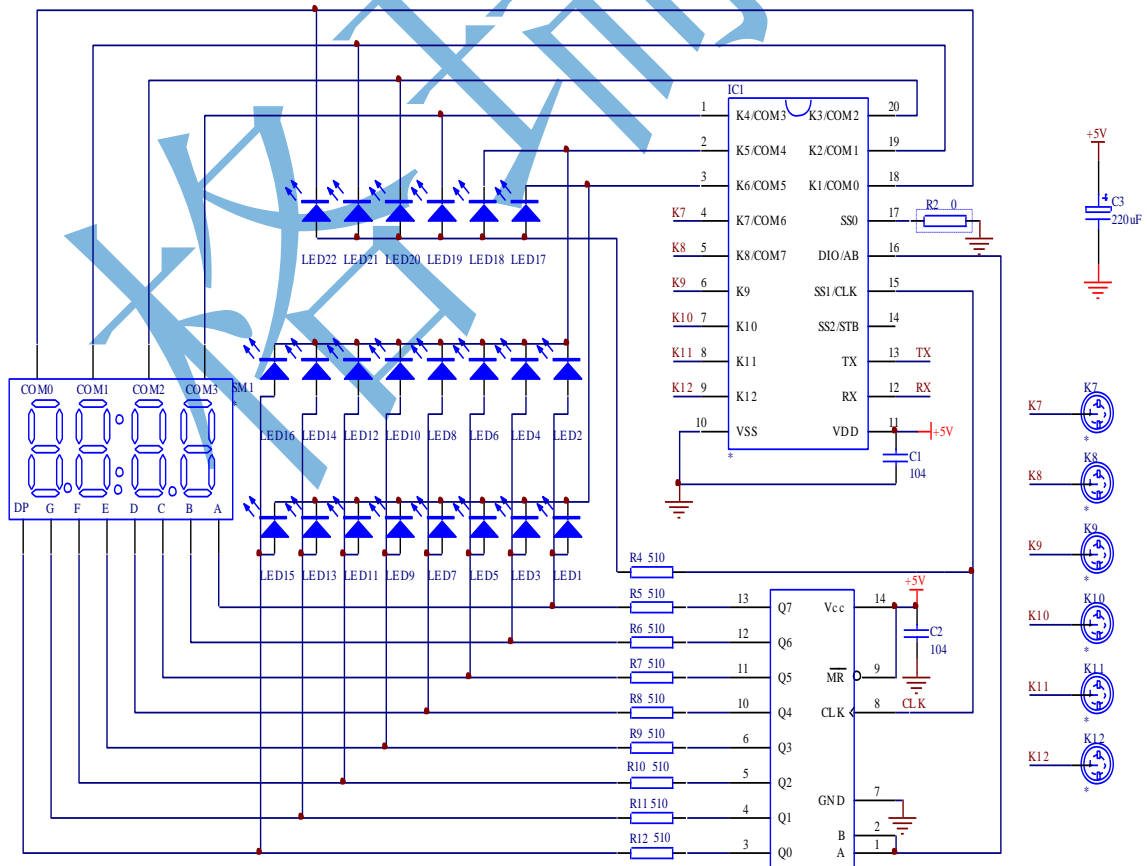 IC1
1 K4/COM3 K3/COM2 20
2 K5/COM4 K2/COM1 19
3 K6/COM5 K1/COM0 18
K7 4 K7/COM6 SS0 17 R2 0
K8 5 K8/COM7 DIO/AB 16
K9 6 K9 SS1/CLK 15
K10 7 K10 SS2/STB 14
K11 8 K11 TX 13 TX
K12 9 K12 RX 12 RX
10 VSS VDD 11 +5V
*
C1
104
+5V
C3
220uF
LED22 LED21 LED20 LED19 LED18 LED17
COM0 COM1 COM2 COM3 SM1
*
DP G F E D C B A
LED16 LED14 LED12 LED10 LED8 LED6 LED4 LED2
LED15 LED13 LED11 LED9 LED7 LED5 LED3 LED1
R4 510
R5 510 13 Q7 Vcc 14 +5V
R6 510 12 Q6
C2
104
R7 510 11 Q5 MR 9
R8 510 10 Q4 CLK 8 CLK
R9 510 6 Q3
R10 510 5 Q2
R11 510 4 Q1 GND 7
B 2
R12 510 3 Q0 A 1
K7 K7
*
K8 K8
*
K9 K9
*
K10 K10
*
K11 K11
*
K12 K12
*